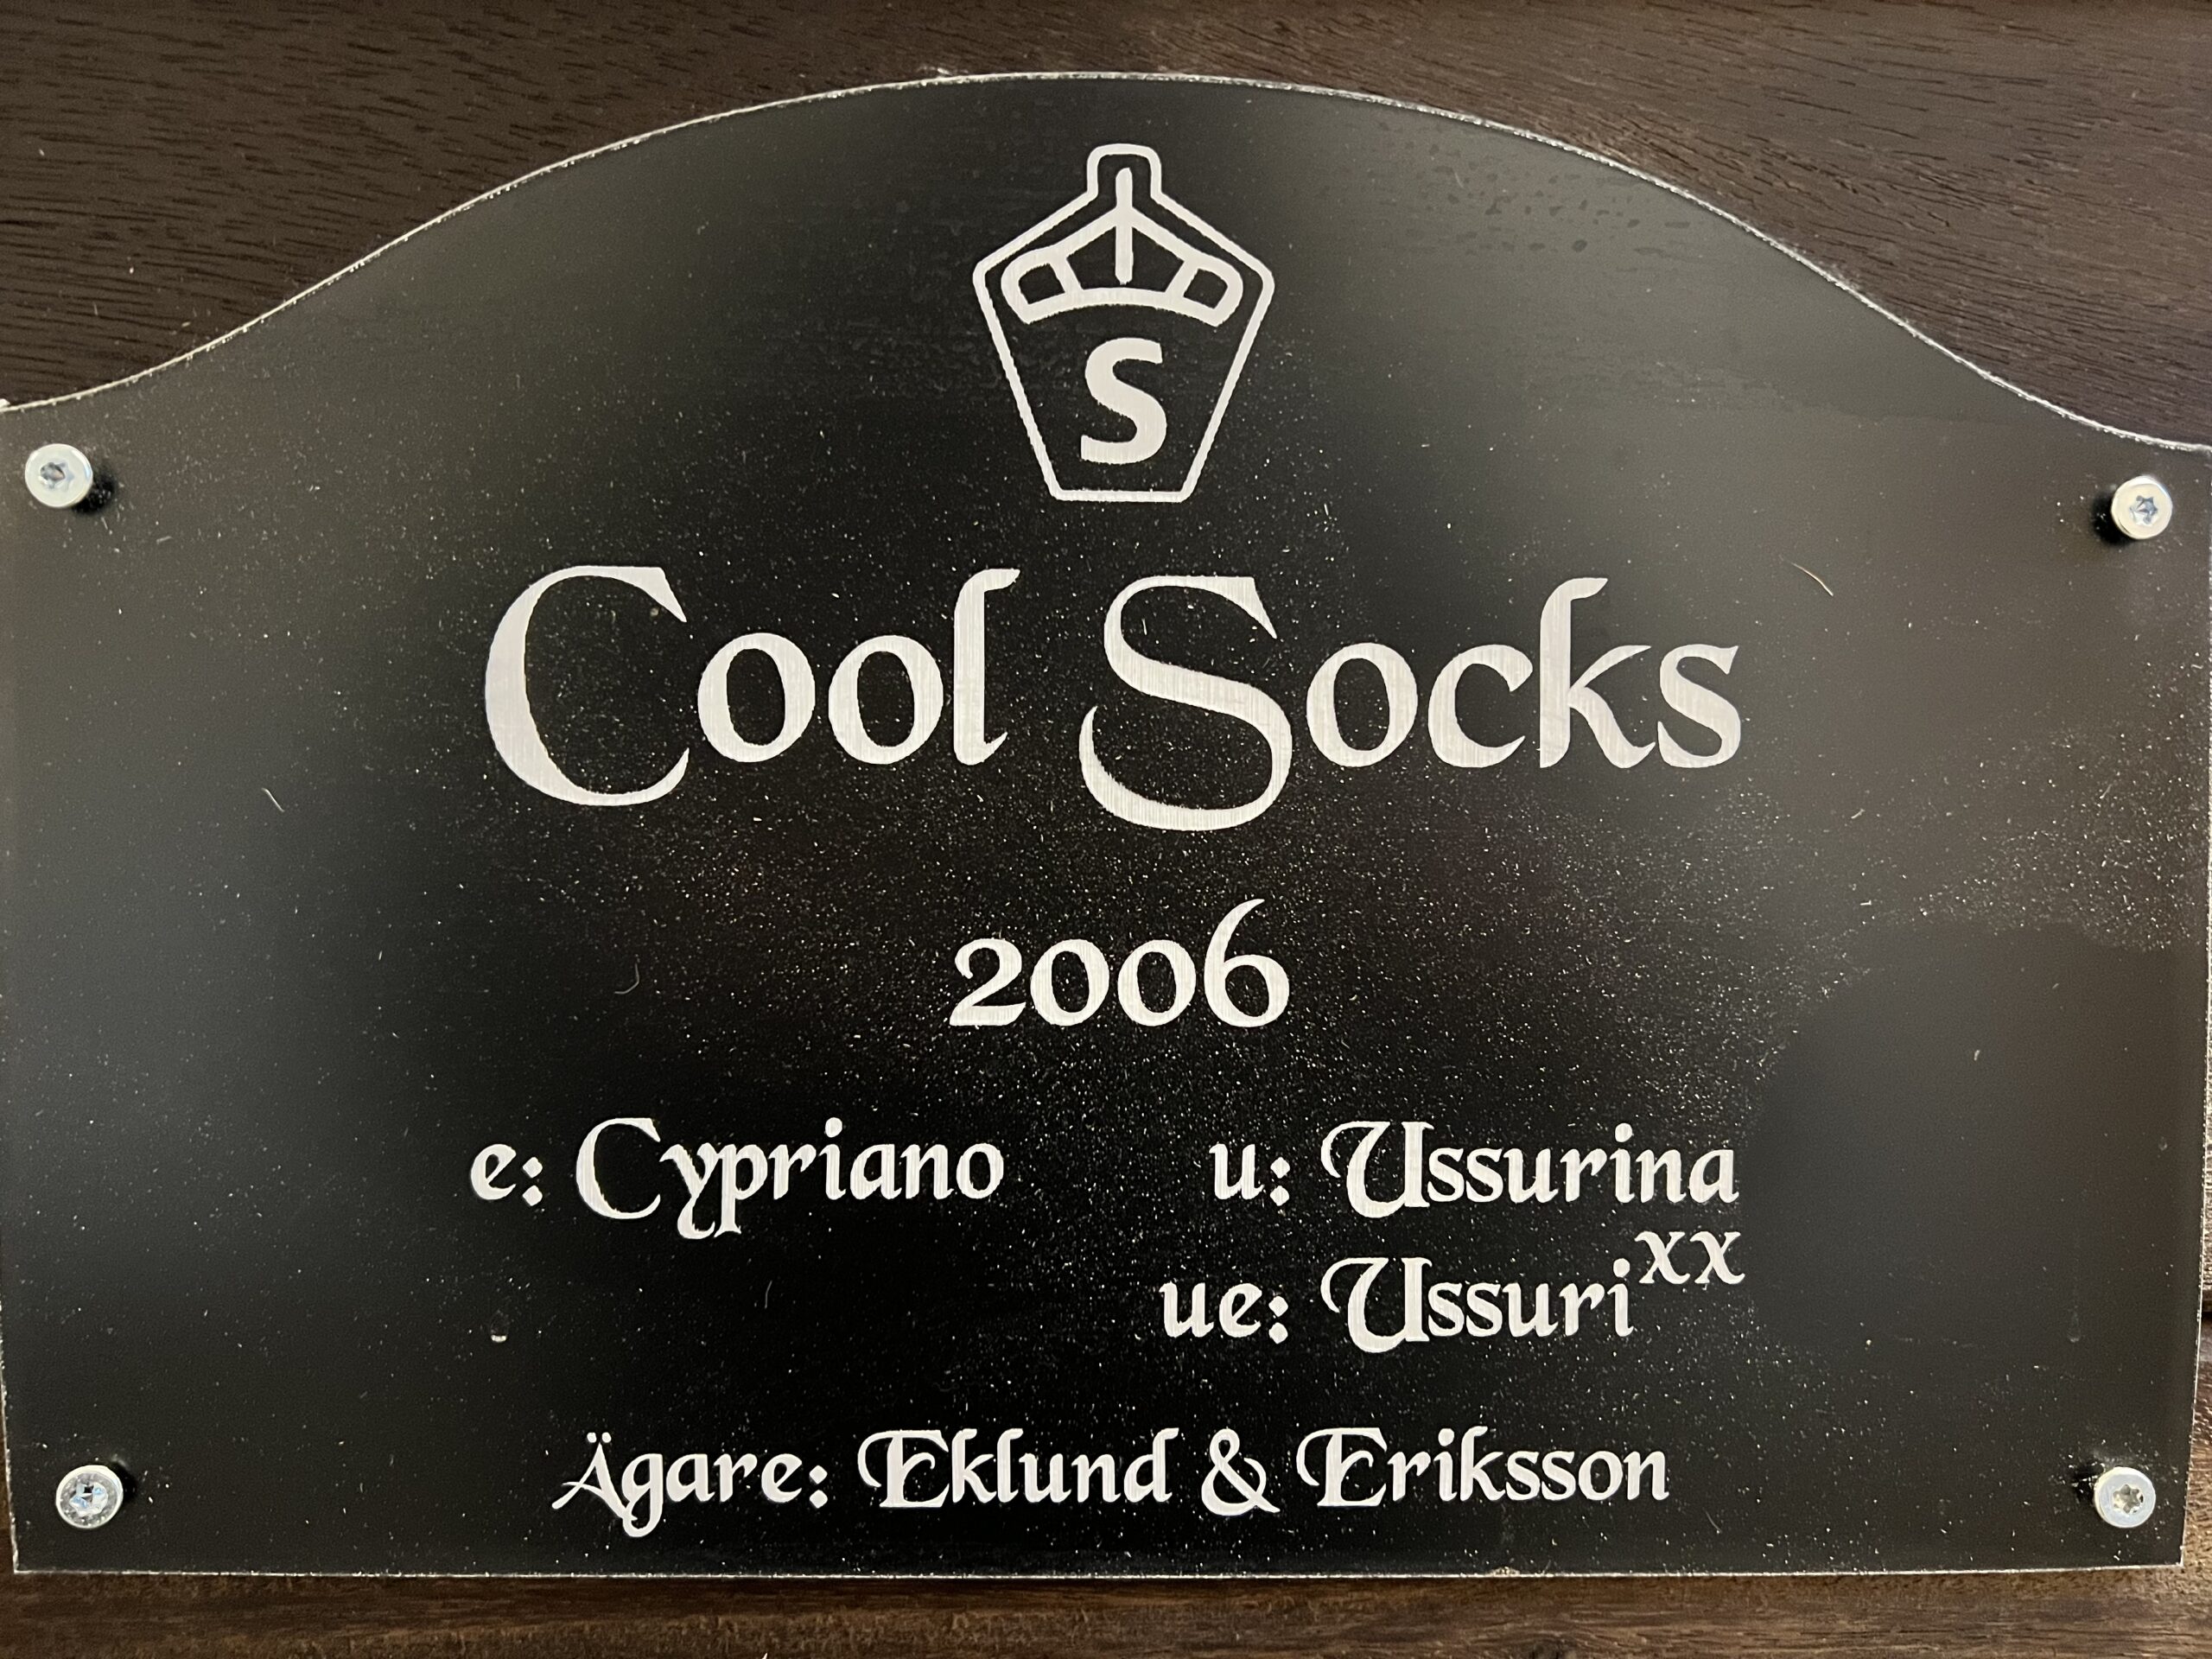 S
Cool Socks
2006
e: Cypriano u: Ussurina
ue: Ussuri xx
Ägare: Eklund & Eriksson